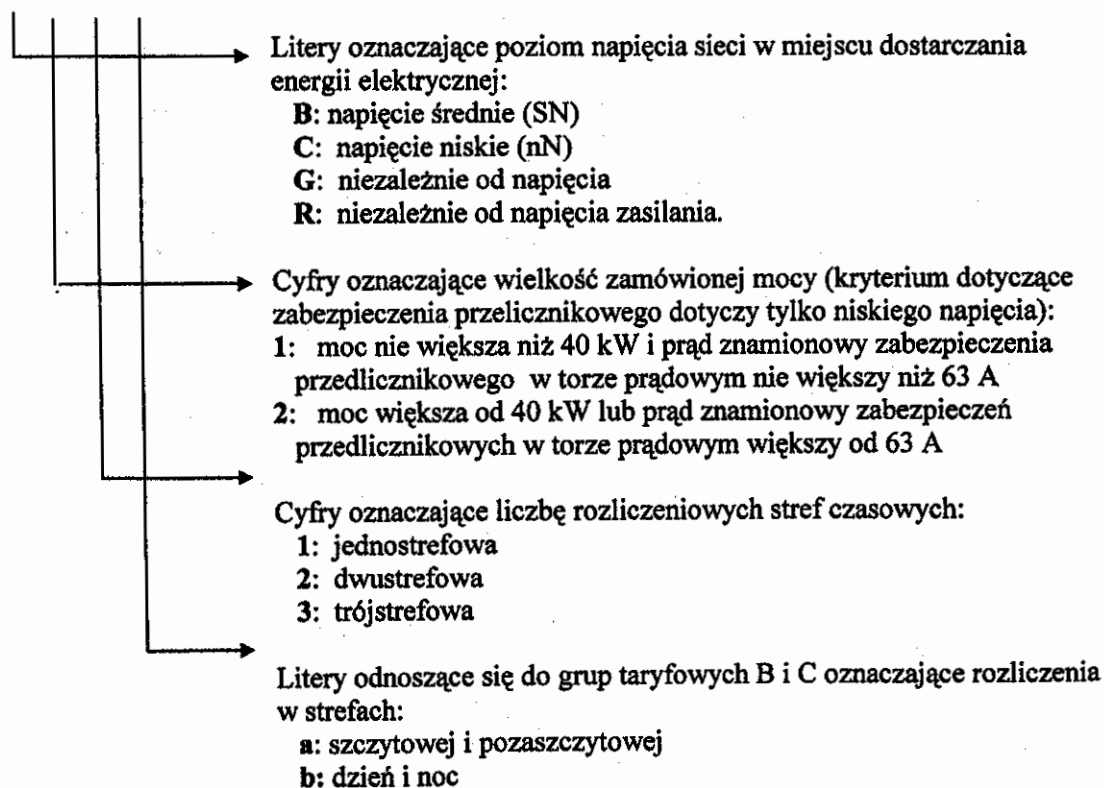 Litery oznaczające poziom napięcia sieci w miejscu dostarczania
energii elektrycznej:
B: napięcie średnie (SN)
C: napięcie niskie (nN)
G: niezależnie od napięcia
R: niezależnie od napięcia zasilania.
Cyfry oznaczające wielkość zamówionej mocy (kryterium dotyczące
zabezpieczenia przelicznikowego dotyczy tylko niskiego napięcia):
1: moc nie większa niż 40 kW i prąd znamionowy zabezpieczenia
przedlicznikowego w torze prądowym nie większy niż 63 A
2: moc większa od 40 kW lub prąd znamionowy zabezpieczeń
przedlicznikowych w torze prądowym większy od 63 A
Cyfry oznaczające liczbę rozliczeniowych stref czasowych:
1: jednostrefowa
2: dwustrefowa
3: trójstrefowa
Litery odnoszące się do grup taryfowych B i C oznaczające rozliczenia
w strefach:
a: szczytowej i pozaszczytowej
b: dzień i noc